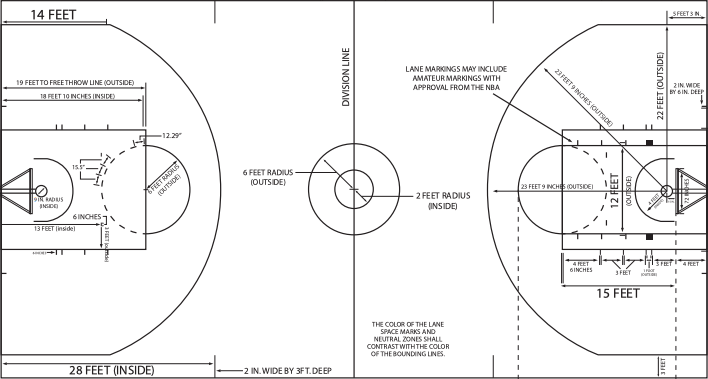 14 FEET
19 FEET TO FREE THROW LINE (OUTSIDE)
18 FEET 10 INCHES (INSIDE)
12.29"
15.5"
6 FEET RADIUS
(OUTSIDE)
9 IN. RADIUS
(INSIDE)
6 INCHES
13 FEET (inside)
28 FEET (INSIDE)
2 IN. WIDE BY 3FT. DEEP
DIVISION LINE
6 FEET RADIUS
(OUTSIDE)
2 FEET RADIUS
(INSIDE)
THE COLOR OF THE LANE
SPACE MARKS AND
NEUTRAL ZONES SHALL
CONTRAST WITH THE COLOR
OF THE BOUNDING LINES.
LANE MARKINGS MAY INCLUDE
AMATEUR MARKINGS WITH
APPROVAL FROM THE NBA
5 FEET 3 IN.
22 FEET (OUTSIDE)
2 IN. WIDE
BY 6 IN. DEEP
23 FEET 9 INCHES (OUTSIDE)
23 FEET 9 INCHES (OUTSIDE)
12 FEET
(OUTSIDE)
4 FEET
72 INCHES
4 FEET
6 INCHES
3 FEET
1 FOOT
(OUTSIDE)
3 FEET
4 FEET
15 FEET
3 FEET